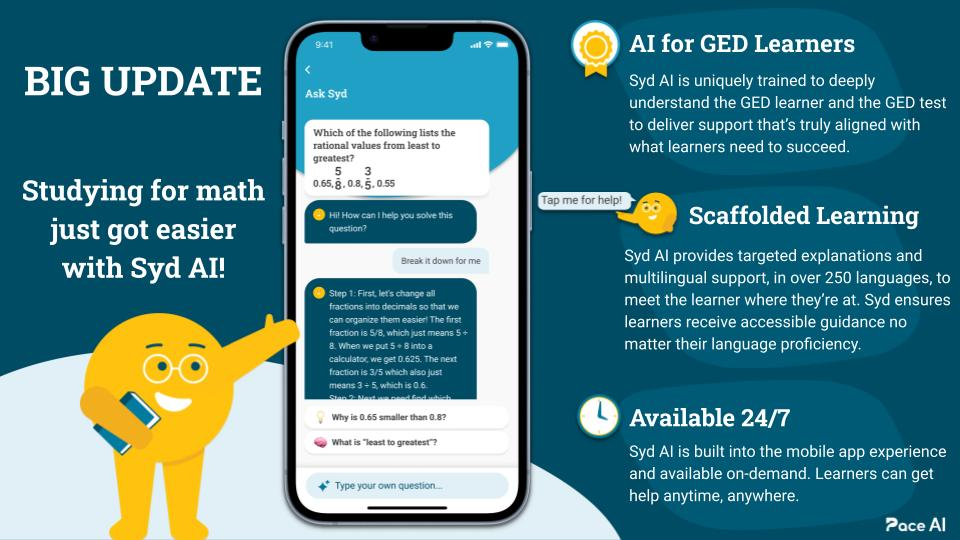 BIG UPDATE
Studying for math
just got easier
with Syd AI!
9:41
Ask Syd
Which of the following lists the
rational values from least to
greatest?
0.65, 5/8, 0.8, 3/5, 0.55
Hi! How can I help you solve this
question?
Break it down for me
Step 1: First, let's change all
fractions into decimals so that we
can organize them easier! The first
fraction is 5/8, which just means 5 ÷
8. When we put 5 ÷ 8 into a
calculator, we get 0.625. The next
fraction is 3/5 which also just
means 3 ÷ 5, which is 0.6.
Step 2: Next we need find which
Why is 0.65 smaller than 0.8?
What is "least to greatest"?
Type your own question...
AI for GED Learners
Syd AI is uniquely trained to deeply
understand the GED learner and the GED test
to deliver support that's truly aligned with
what learners need to succeed.
Tap me for help!
Scaffolded Learning
Syd AI provides targeted explanations and
multilingual support, in over 250 languages, to
meet the learner where they're at. Syd ensures
learners receive accessible guidance no
matter their language proficiency.
Available 24/7
Syd AI is built into the mobile app experience
and available on-demand. Learners can get
help anytime, anywhere.
Pace AI